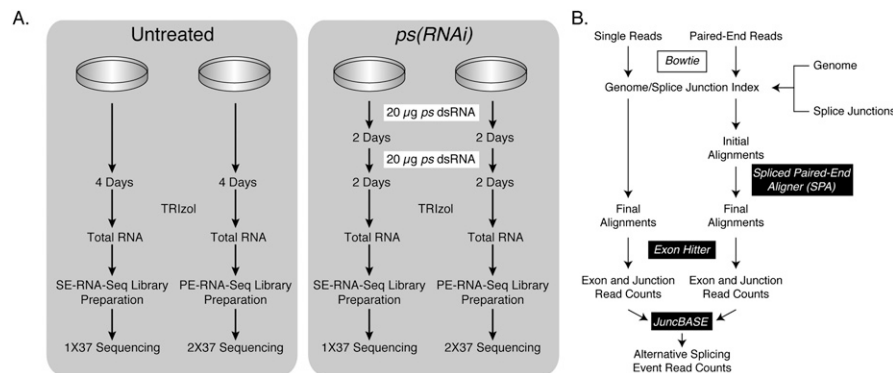 A.
Untreated
4 Days
4 Days
TRIzol
Total RNA
Total RNA
SE-RNA-Seq Library
Preparation
PE-RNA-Seq Library
Preparation
1X37 Sequencing
2X37 Sequencing
ps(RNAi)
20 µg ps dsRNA
2 Days
2 Days
20 µg ps dsRNA
2 Days
2 Days
TRIzol
Total RNA
Total RNA
SE-RNA-Seq Library
Preparation
PE-RNA-Seq Library
Preparation
1X37 Sequencing
2X37 Sequencing
B.
Single Reads
Paired-End Reads
Bowtie
Genome
Genome/Splice Junction Index
Splice Junctions
Initial
Alignments
Spliced Paired-End
Aligner (SPA)
Final
Alignments
Final
Alignments
Exon Hitter
Exon and Junction
Read Counts
Exon and Junction
Read Counts
JuncBASE
Alternative Splicing
Event Read Counts